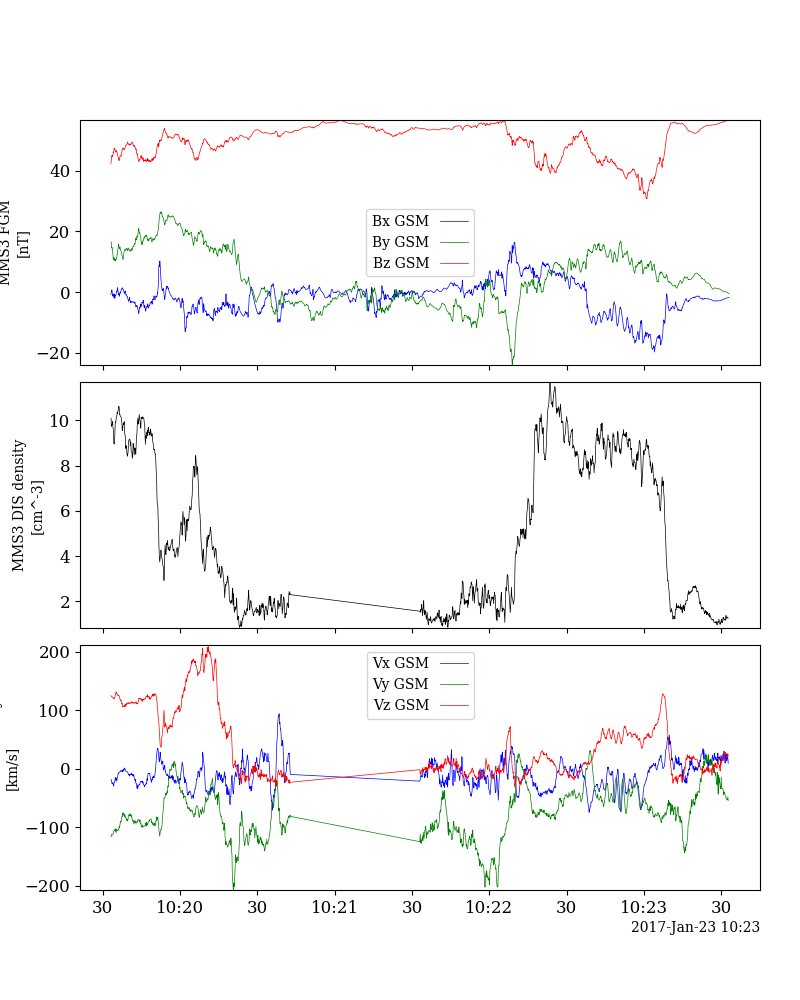 MMS3 FGM
[nT]
40
20
0
−20
Bx GSM
By GSM
Bz GSM
MMS3 DIS density
[cm^-3]
10
8
6
4
2
[km/s]
200
100
0
−100
−200
Vx GSM
Vy GSM
Vz GSM
30 10:20 30 10:21 30 10:22 30 10:23 30
2017-Jan-23 10:23